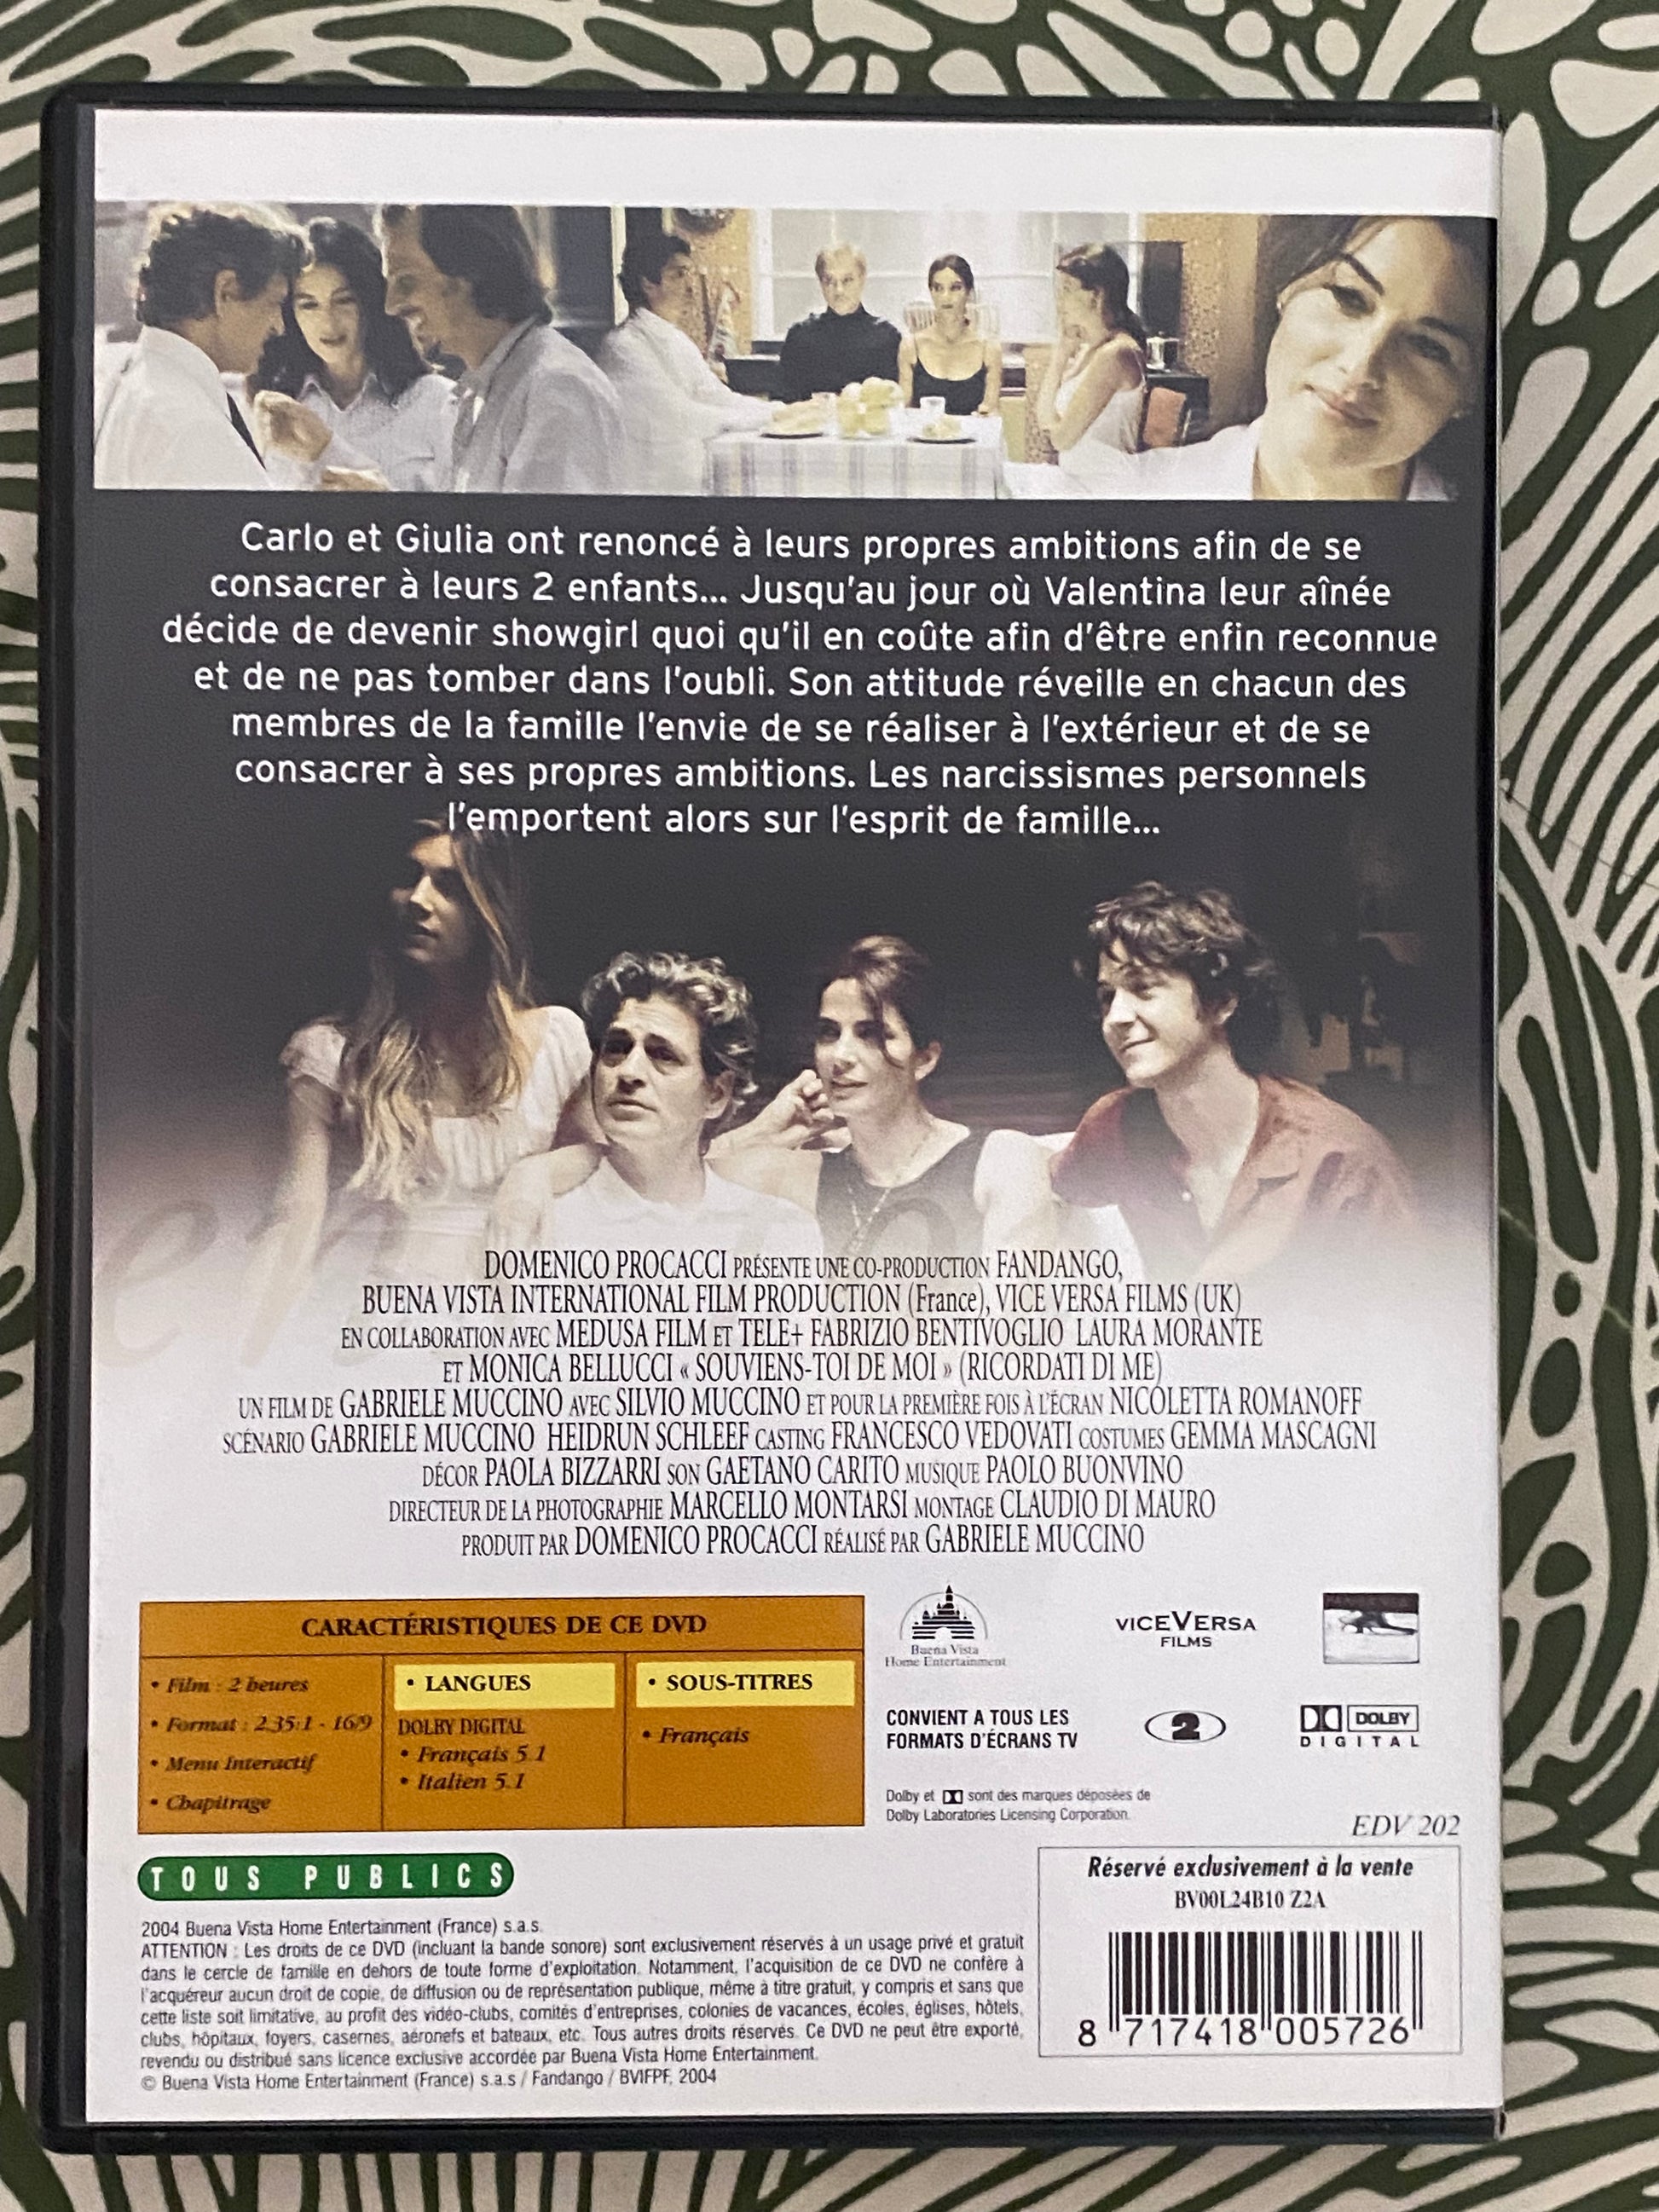 Carlo et Giulia ont renoncé à leurs propres ambitions afin de se
consacrer à leurs 2 enfants... Jusqu'au jour où Valentina leur aînée
décide de devenir showgirl quoi qu'il en coûte afin d'être enfin reconnue
et de ne pas tomber dans l'oubli. Son attitude réveille en chacun des
membres de la famille l'envie de se réaliser à l'extérieur et de se
consacrer à ses propres ambitions. Les narcissismes personnels
l'emportent alors sur l'esprit de famille...
DOMENICO PROCACCI PRÉSENTE UNE CO-PRODUCTION FANDANGO,
BUENA VISTA INTERNATIONAL FILM PRODUCTION (France), VICE VERSA FILMS (UK)
EN COLLABORATION AVEC MEDUSA FILM ET TELE+ FABRIZIO BENTIVOGLIO LAURA MORANTE
ET MONICA BELLUCCI « SOUVIENS-TOI DE MOI » (RICORDATI DI ME)
UN FILM DE GABRIELE MUCCINO AVEC SILVIO MUCCINO ET POUR LA PREMIÈRE FOIS À L'ÉCRAN NICOLETTA ROMANOFF
SCÉNARIO GABRIELE MUCCINO HEIDRUN SCHLEEF CASTING FRANCESCO VEDOVATI COSTUMES GEMMA MASCAGNI
DÉCOR PAOLA BIZZARRI SON GAETANO CARITO MUSIQUE PAOLO BUONVINO
DIRECTEUR DE LA PHOTOGRAPHIE MARCELLO MONTARSI MONTAGE CLAUDIO DI MAURO
PRODUIT PAR DOMENICO PROCACCI RÉALISÉ PAR GABRIELE MUCCINO
CARACTÉRISTIQUES DE CE DVD
• Film : 2 heures
• Format : 2.35:1 - 16/9
• Menu Interactif
• Chapitrage
• LANGUES
DOLBY DIGITAL
• Français 5.1
• Italien 5.1
• SOUS-TITRES
• Français
Buena Vista
Home Entertainment
VICEVERSA
FILMS
CONVIENT A TOUS LES
FORMATS D'ÉCRANS TV
2
DOLBY
DIGITAL
Dolby et sont des marques déposées de
Dolby Laboratories Licensing Corporation.
EDV 202
TOUS PUBLICS
2004 Buena Vista Home Entertainment (France) s.a.s.
ATTENTION : Les droits de ce DVD (incluant la bande sonore) sont exclusivement réservés à un usage privé et gratuit
dans le cercle de famille en dehors de toute forme d'exploitation. Notamment, l'acquisition de ce DVD ne confère à
l'acquéreur aucun droit de copie, de diffusion ou de représentation publique, même à titre gratuit, y compris et sans que
cette liste soit limitative, au profit des vidéo-clubs, comités d'entreprises, colonies de vacances, écoles, églises, hôtels,
clubs, hôpitaux, foyers, casernes, aéronefs et bateaux, etc. Tous autres droits réservés. Ce DVD ne peut être exporté,
revendu ou distribué sans licence exclusive accordée par Buena Vista Home Entertainment.
© Buena Vista Home Entertainment (France) s.a.s / Fandango / BVIFPF, 2004
Réservé exclusivement à la vente
BV00L24B10 Z2A
8 717418 005726